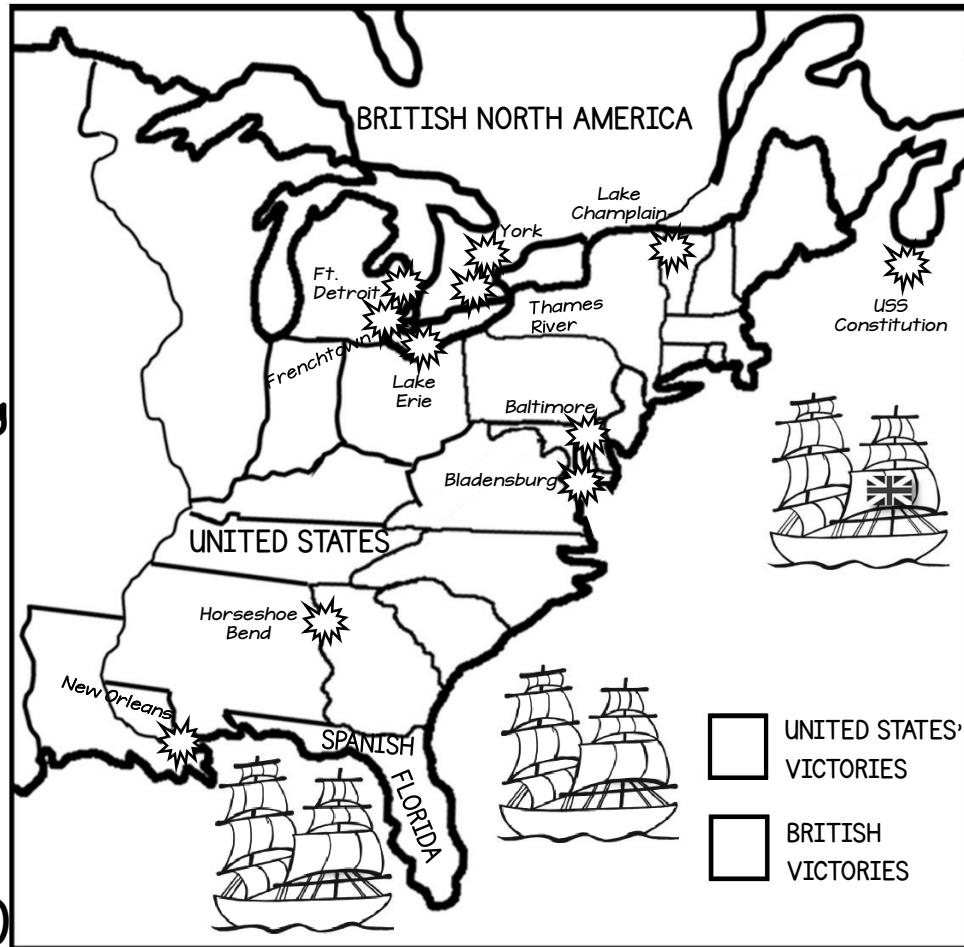 BRITISH NORTH AMERICA
Lake
Champlain
York
Ft.
Detroit
Thames
River
USS
Constitution
Frenchtown
Lake
Erie
Baltimore
Bladensburg
UNITED STATES
Horseshoe
Bend
New Orleans
SPANISH
FLORIDA
UNITED STATES'
VICTORIES
BRITISH
VICTORIES